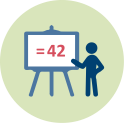 = 42